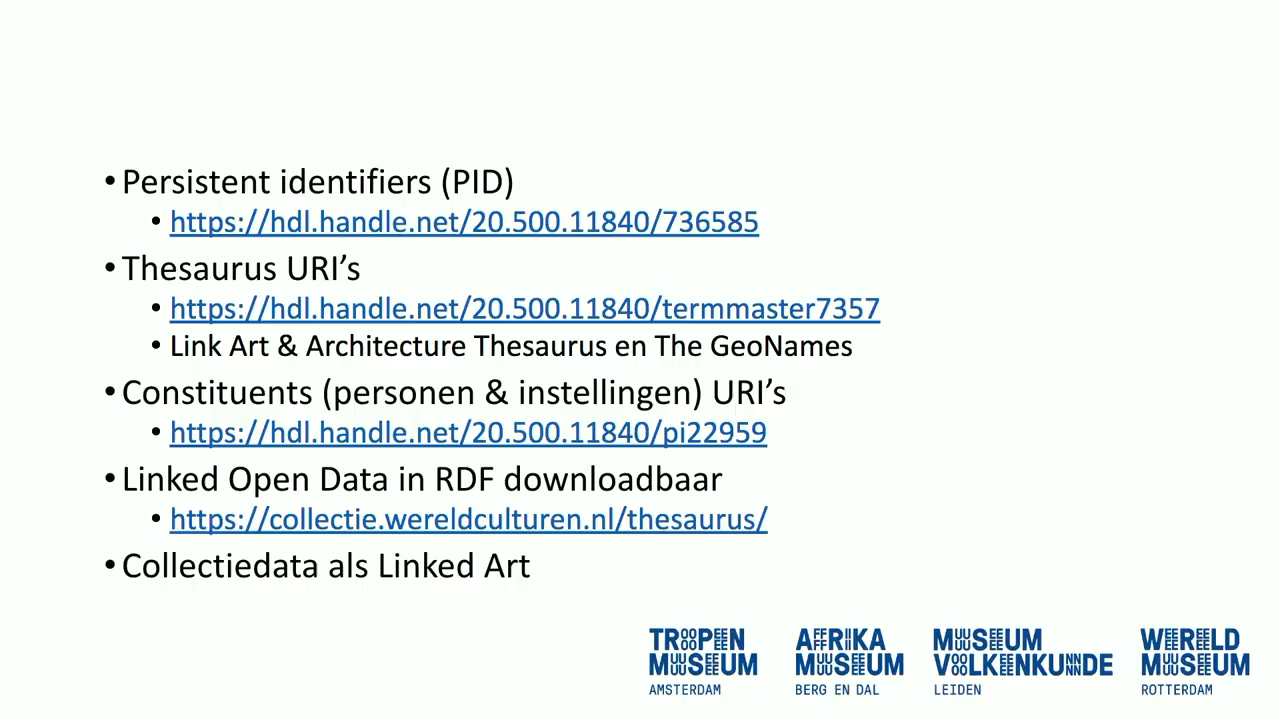 • Persistent identifiers (PID)
• https://hdl.handle.net/20.500.11840/736585
• Thesaurus URI’s
• https://hdl.handle.net/20.500.11840/termmaster7357
• Link Art & Architecture Thesaurus en The GeoNames
• Constituents (personen & instellingen) URI’s
• https://hdl.handle.net/20.500.11840/pi22959
• Linked Open Data in RDF downloadbaar
• https://collectie.wereldculturen.nl/thesaurus/
• Collectiedata als Linked Art
TROPEN
MUSEUM
AMSTERDAM
AFRIKA
MUSEUM
BERG EN DAL
MUSEUM
VOLKENKUNDE
LEIDEN
WERELD
MUSEUM
ROTTERDAM